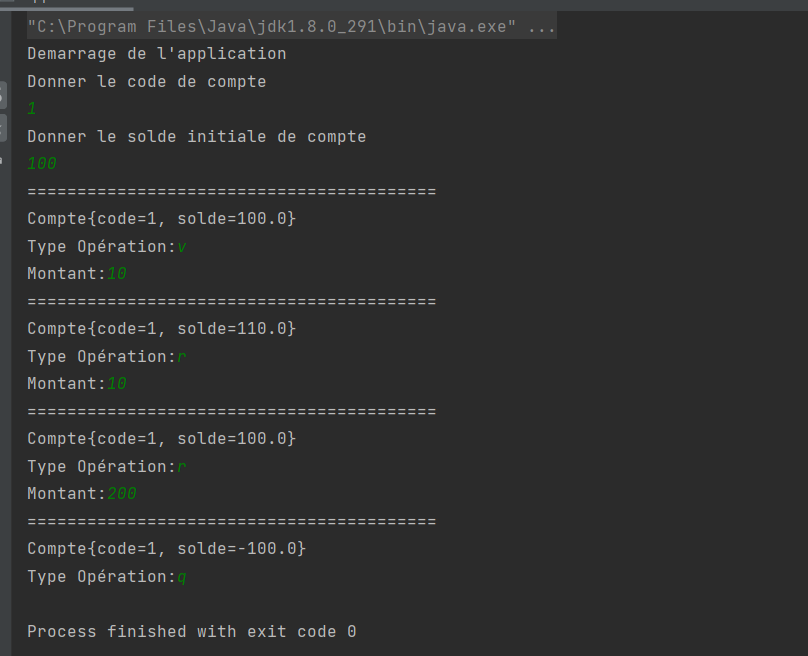 "C:\Program Files\Java\jdk1.8.0_291\bin\java.exe" ...
Demarrage de l'application
Donner le code de compte
1
Donner le solde initiale de compte
100
=========================================
Compte{code=1, solde=100.0}
Type Opération:v
Montant:10
=========================================
Compte{code=1, solde=110.0}
Type Opération:r
Montant:10
=========================================
Compte{code=1, solde=100.0}
Type Opération:r
Montant:200
=========================================
Compte{code=1, solde=-100.0}
Type Opération:q
Process finished with exit code 0